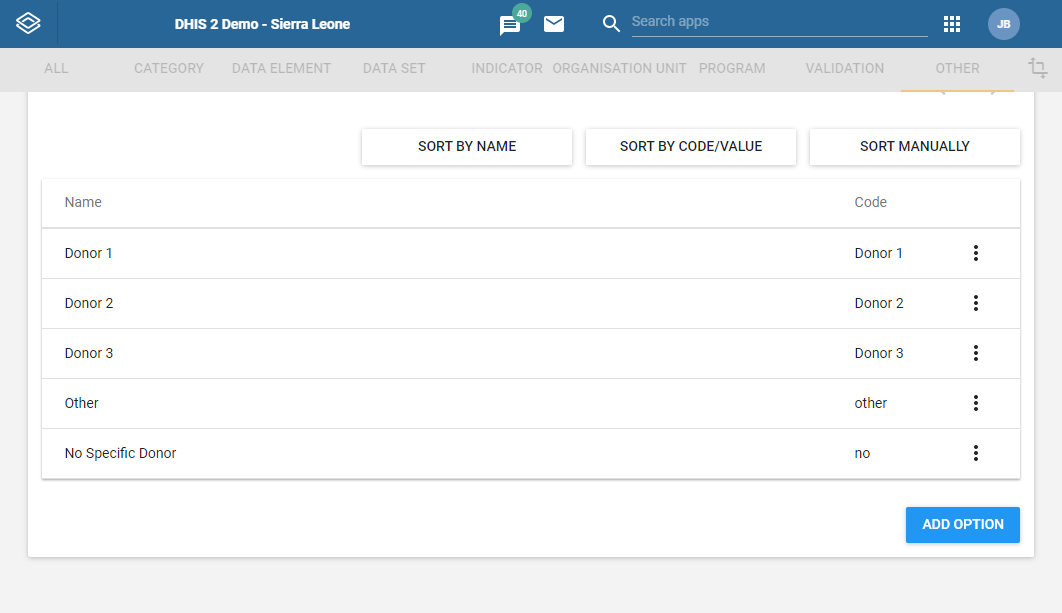 DHIS 2 Demo - Sierra Leone 40 Search apps JB
ALL CATEGORY DATA ELEMENT DATA SET INDICATOR ORGANISATION UNIT PROGRAM VALIDATION OTHER
SORT BY NAME SORT BY CODE/VALUE SORT MANUALLY
Name Code
Donor 1 Donor 1
Donor 2 Donor 2
Donor 3 Donor 3
Other other
No Specific Donor no
ADD OPTION